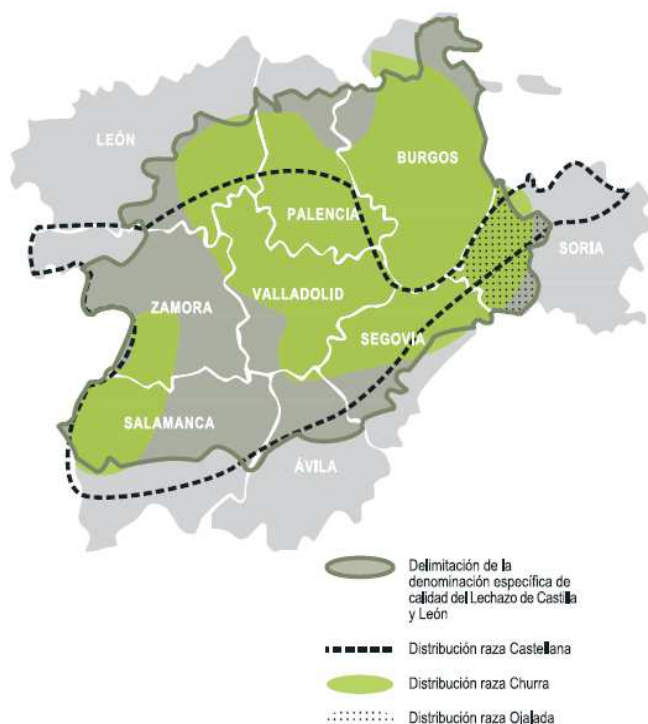 LEÓN
BURGOS
PALENCIA
SORIA
VALLADOLID
ZAMORA
SEGOVIA
SALAMANCA
ÁVILA
Delimitación de la
denominación específica de
calidad del Lechazo de Castilla
y León
Distribución raza Castellana
Distribución raza Churra
Distribución raza Ojalada